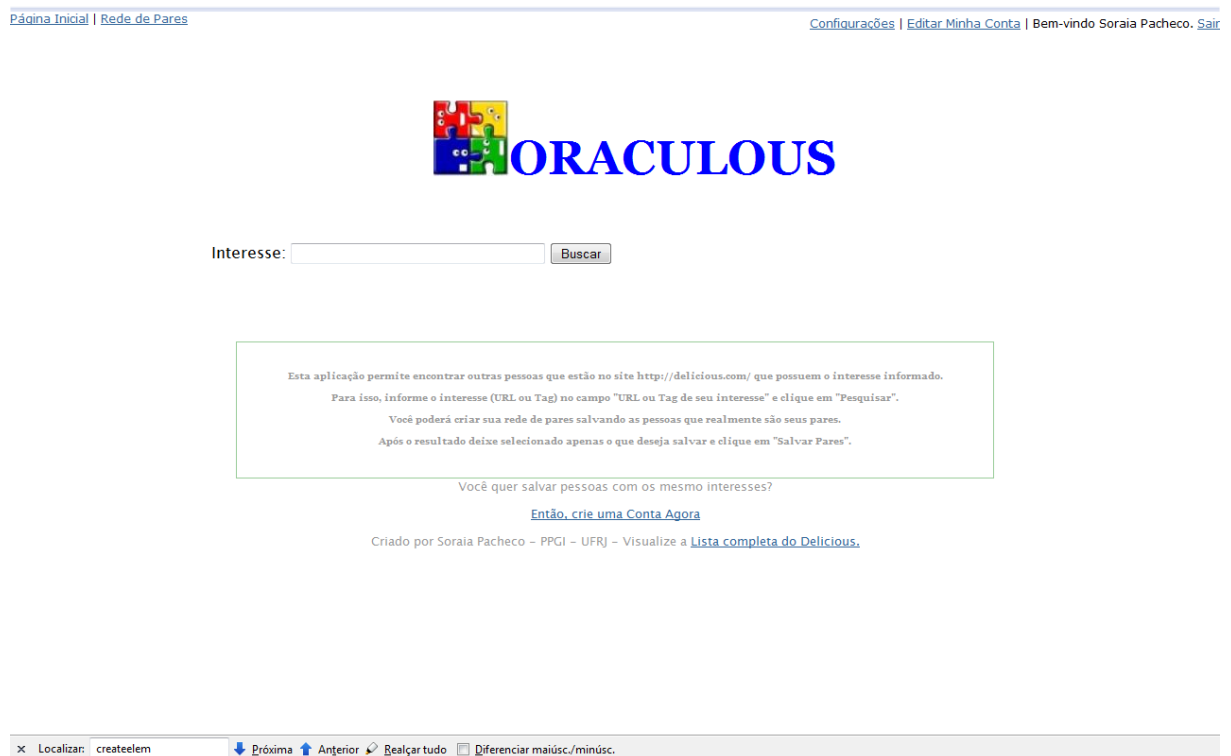 Página Inicial | Rede de Pares
Configurações | Editar Minha Conta | Bem-vindo Soraia Pacheco. Sair
ORACULOUS
Interesse:
Buscar
Esta aplicação permite encontrar outras pessoas que estão no site http://delicious.com/ que possuem o interesse informado.
Para isso, informe o interesse (URL ou Tag) no campo "URL ou Tag de seu interesse" e clique em "Pesquisar".
Você poderá criar sua rede de pares salvando as pessoas que realmente são seus pares.
Após o resultado deixe selecionado apenas o que deseja salvar e clique em "Salvar Pares".
Você quer salvar pessoas com os mesmo interesses?
Então, crie uma Conta Agora
Criado por Soraia Pacheco – PPGI – UFRJ – Visualize a Lista completa do Delicious.
× Localizar: createelem Próxima Anterior Realçar tudo Diferenciar maiúsc./minúsc.